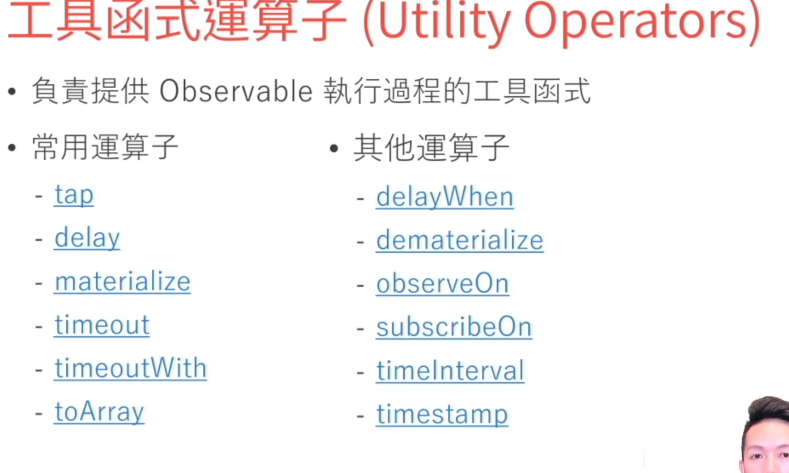 工具函式運算子 (Utility Operators)
• 負責提供 Observable 執行過程的工具函式
• 常用運算子
- tap
- delay
- materialize
- timeout
- timeoutWith
- toArray
• 其他運算子
- delayWhen
- dematerialize
- observeOn
- subscribeOn
- timeInterval
- timestamp